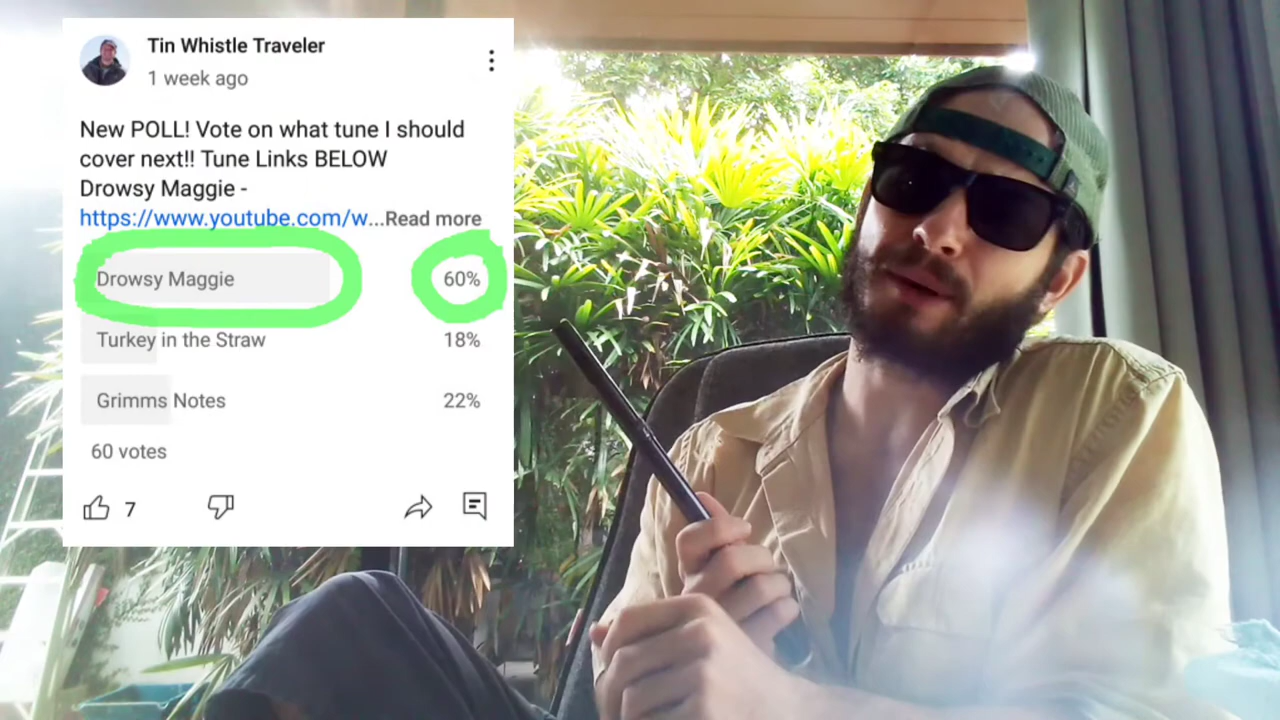 Tin Whistle Traveler
1 week ago
New POLL! Vote on what tune I should
cover next!! Tune Links BELOW
Drowsy Maggie -
https://www.youtube.com/w...Read more
Drowsy Maggie 60%
Turkey in the Straw 18%
Grimms Notes 22%
60 votes
7